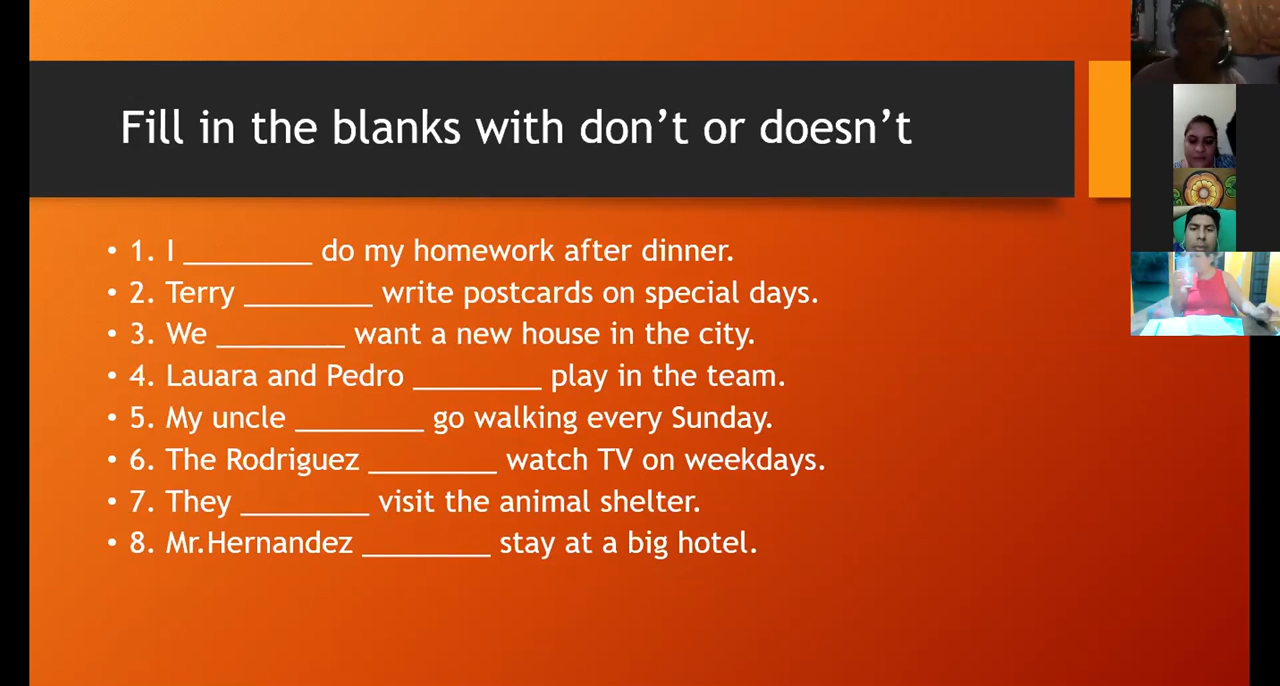 Fill in the blanks with don’t or doesn’t
• 1. I ________ do my homework after dinner.
• 2. Terry ________ write postcards on special days.
• 3. We ________ want a new house in the city.
• 4. Lauara and Pedro ________ play in the team.
• 5. My uncle ________ go walking every Sunday.
• 6. The Rodriguez ________ watch TV on weekdays.
• 7. They ________ visit the animal shelter.
• 8. Mr.Hernandez ________ stay at a big hotel.